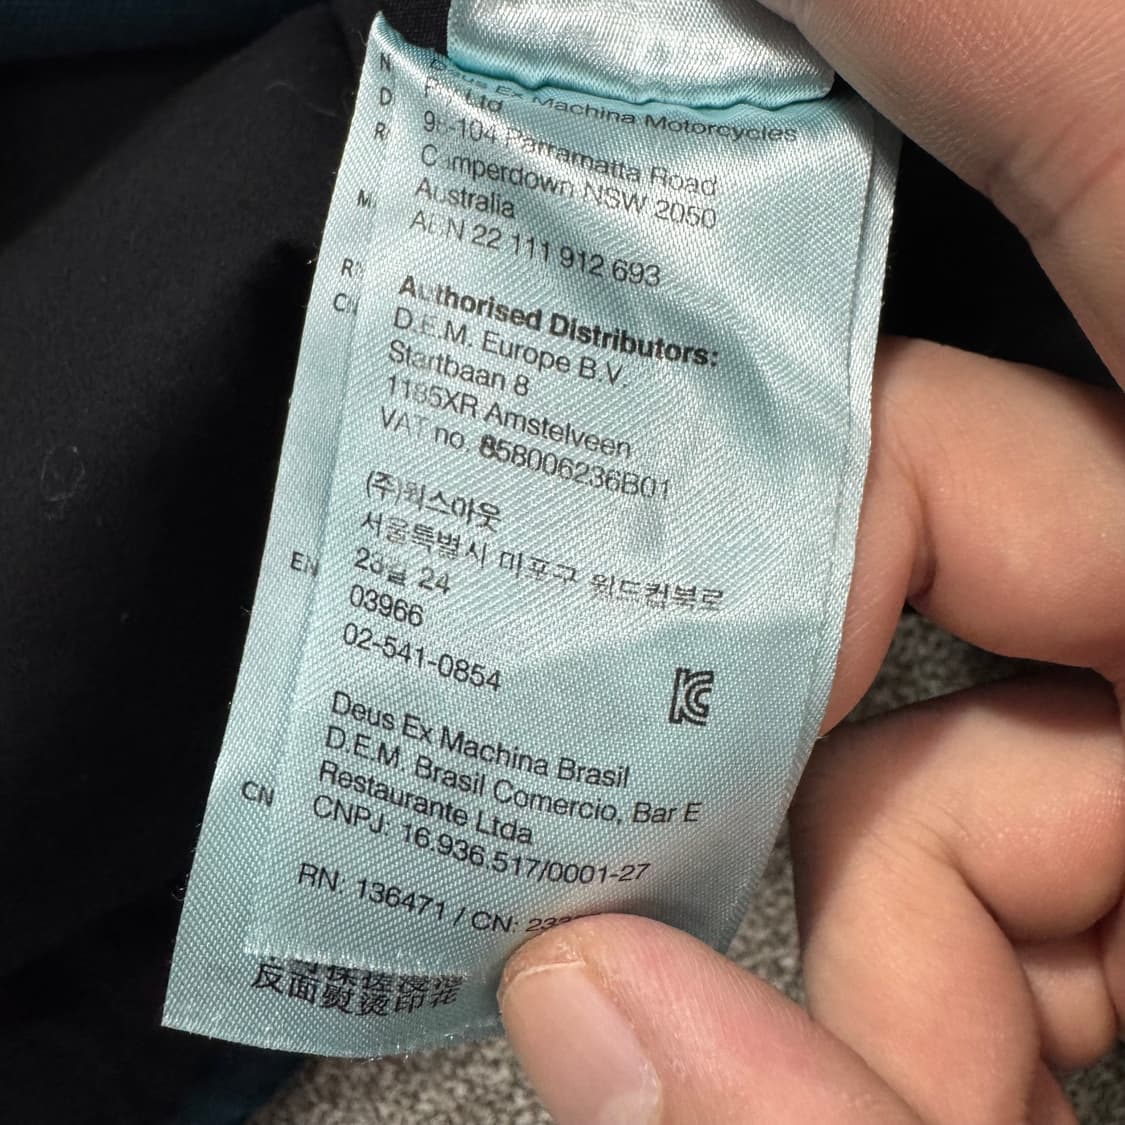 Deus Ex Machina Motorcycles
Pty Ltd
98-104 Parramatta Road
Camperdown NSW 2050
Australia
ABN 22 111 912 693
Authorised Distributors:
D.E.M. Europe B.V.
Startbaan 8
1185XR Amstelveen
VAT no. 858006236B01
(주)웍스아웃
서울특별시 마포구 월드컵북로
23길 24
03966
02-541-0854
Deus Ex Machina Brasil
D.E.M. Brasil Comercio, Bar E
Restaurante Ltda
CNPJ: 16.936.517/0001-27
RN: 136471 / CN:
EN
CN
反面熨烫印花